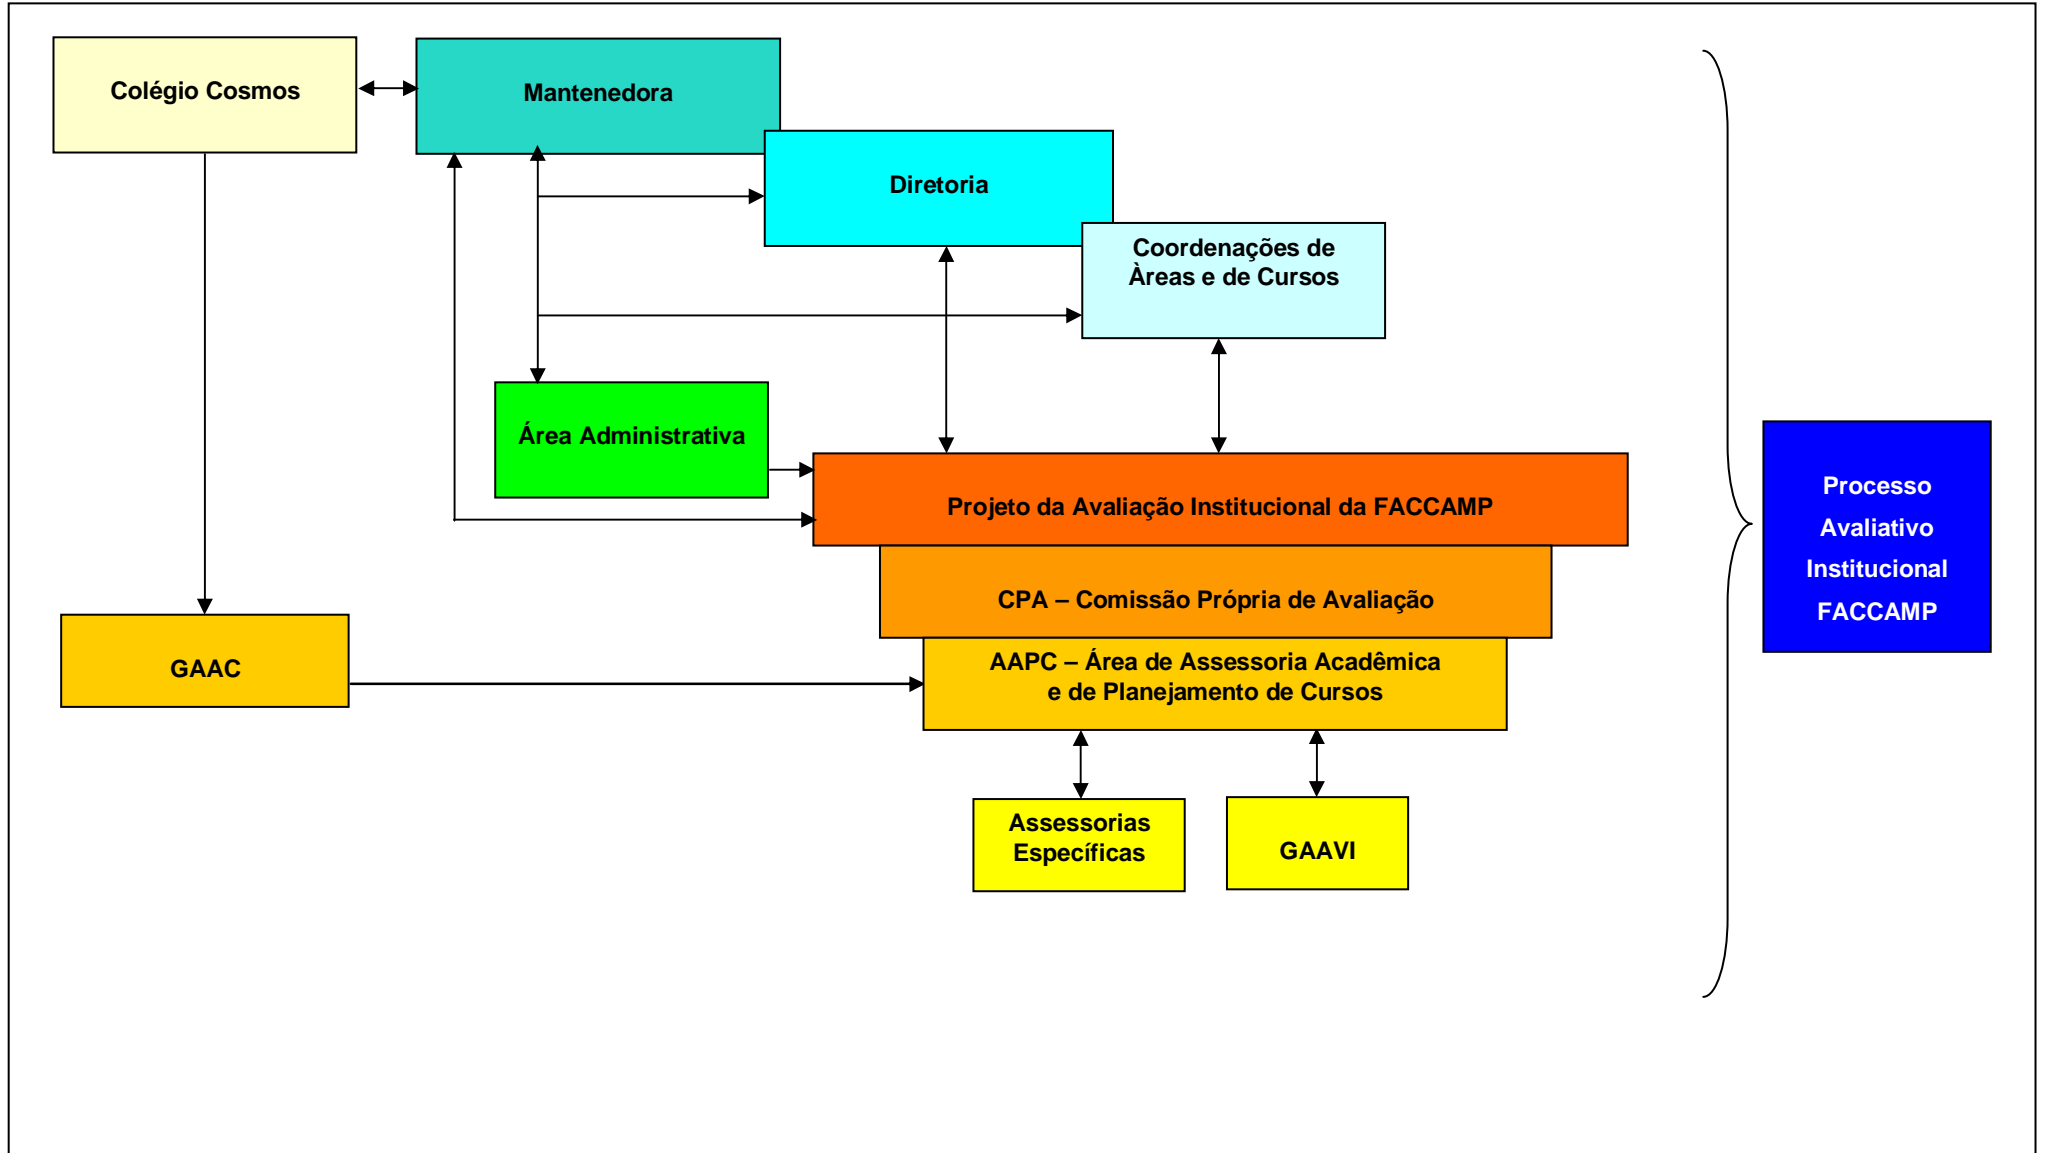 Colégio Cosmos
Mantenedora
Diretoria
Coordenações de
Àreas e de Cursos
Área Administrativa
Projeto da Avaliação Institucional da FACCAMP
CPA – Comissão Própria de Avaliação
GAAC
AAPC – Área de Assessoria Acadêmica
e de Planejamento de Cursos
Assessorias
Específicas
GAAVI
Processo
Avaliativo
Institucional
FACCAMP